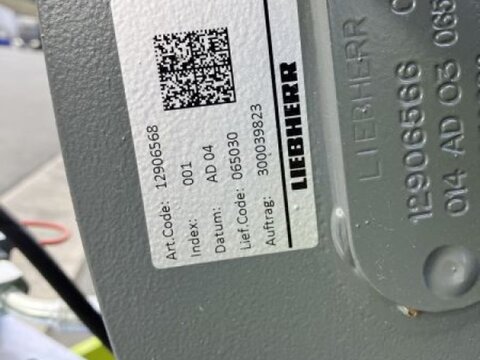 Art.Code: 12906568
Index: 001
Datum: AD 04
Lief.Code: 065030
Auftrag: 300039823
LIEBHERR
LIEBHERR
12906566
014 AD 03 065